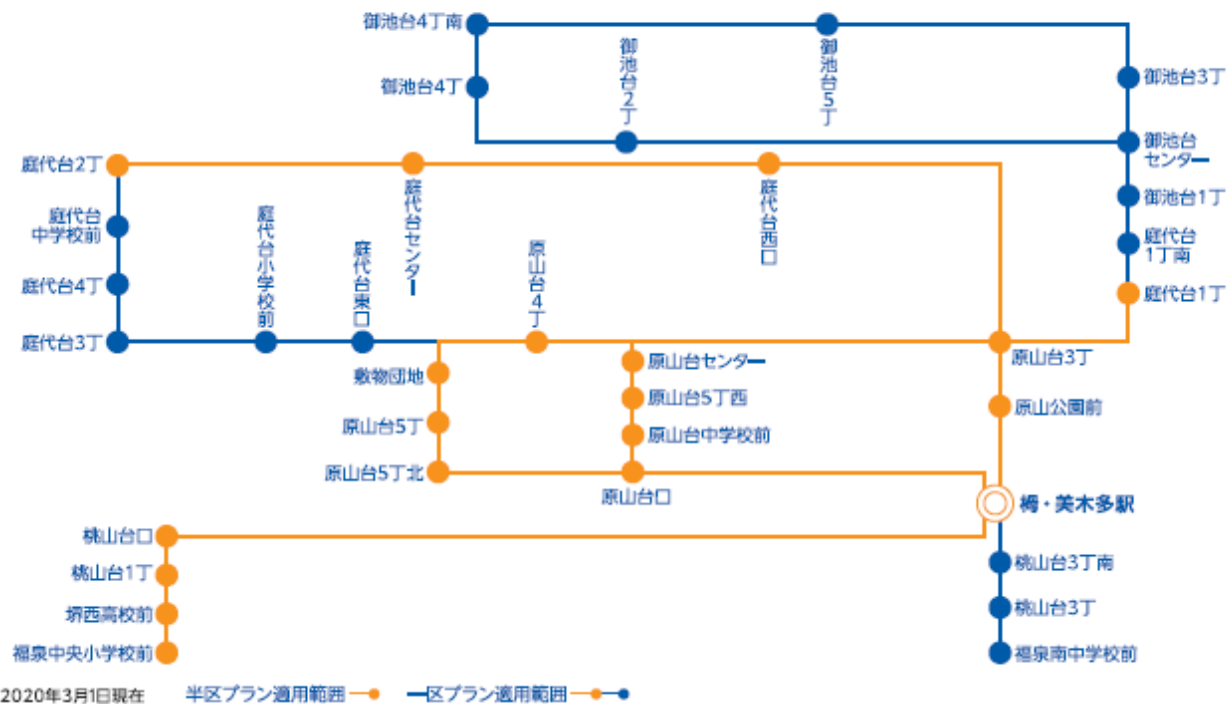 御池台4丁南
御池台2丁
御池台5丁
御池台4丁
御池台3丁
御池台
センター
庭代台2丁
庭代台センター
庭代台西口
御池台1丁
庭代台
中学校前
庭代台小学校前
庭代台東口
原山台4丁
庭代台
1丁南
庭代台4丁
庭代台1丁
庭代台3丁
原山台3丁
敷物団地
原山台センター
原山台5丁西
原山公園前
原山台5丁
原山台中学校前
原山台5丁北
原山台口
栂・美木多駅
桃山台口
桃山台3丁南
桃山台1丁
桃山台3丁
堺西高校前
福泉中央小学校前
福泉南中学校前
2020年3月1日現在 半区プラン適用範囲 一区プラン適用範囲